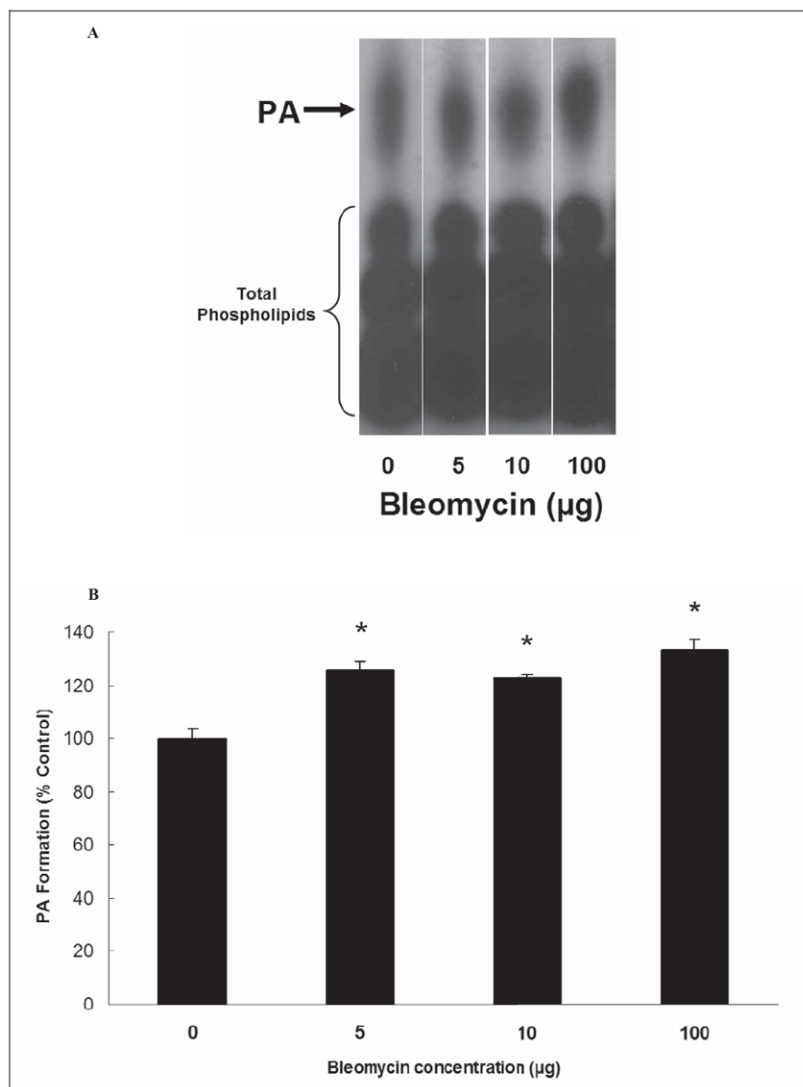 A
PA
Total
Phospholipids
0 5 10 100
Bleomycin (µg)
B
* * *
140
120
100
80
60
40
20
0
PA Formation (% Control)
0 5 10 100
Bleomycin concentration (µg)